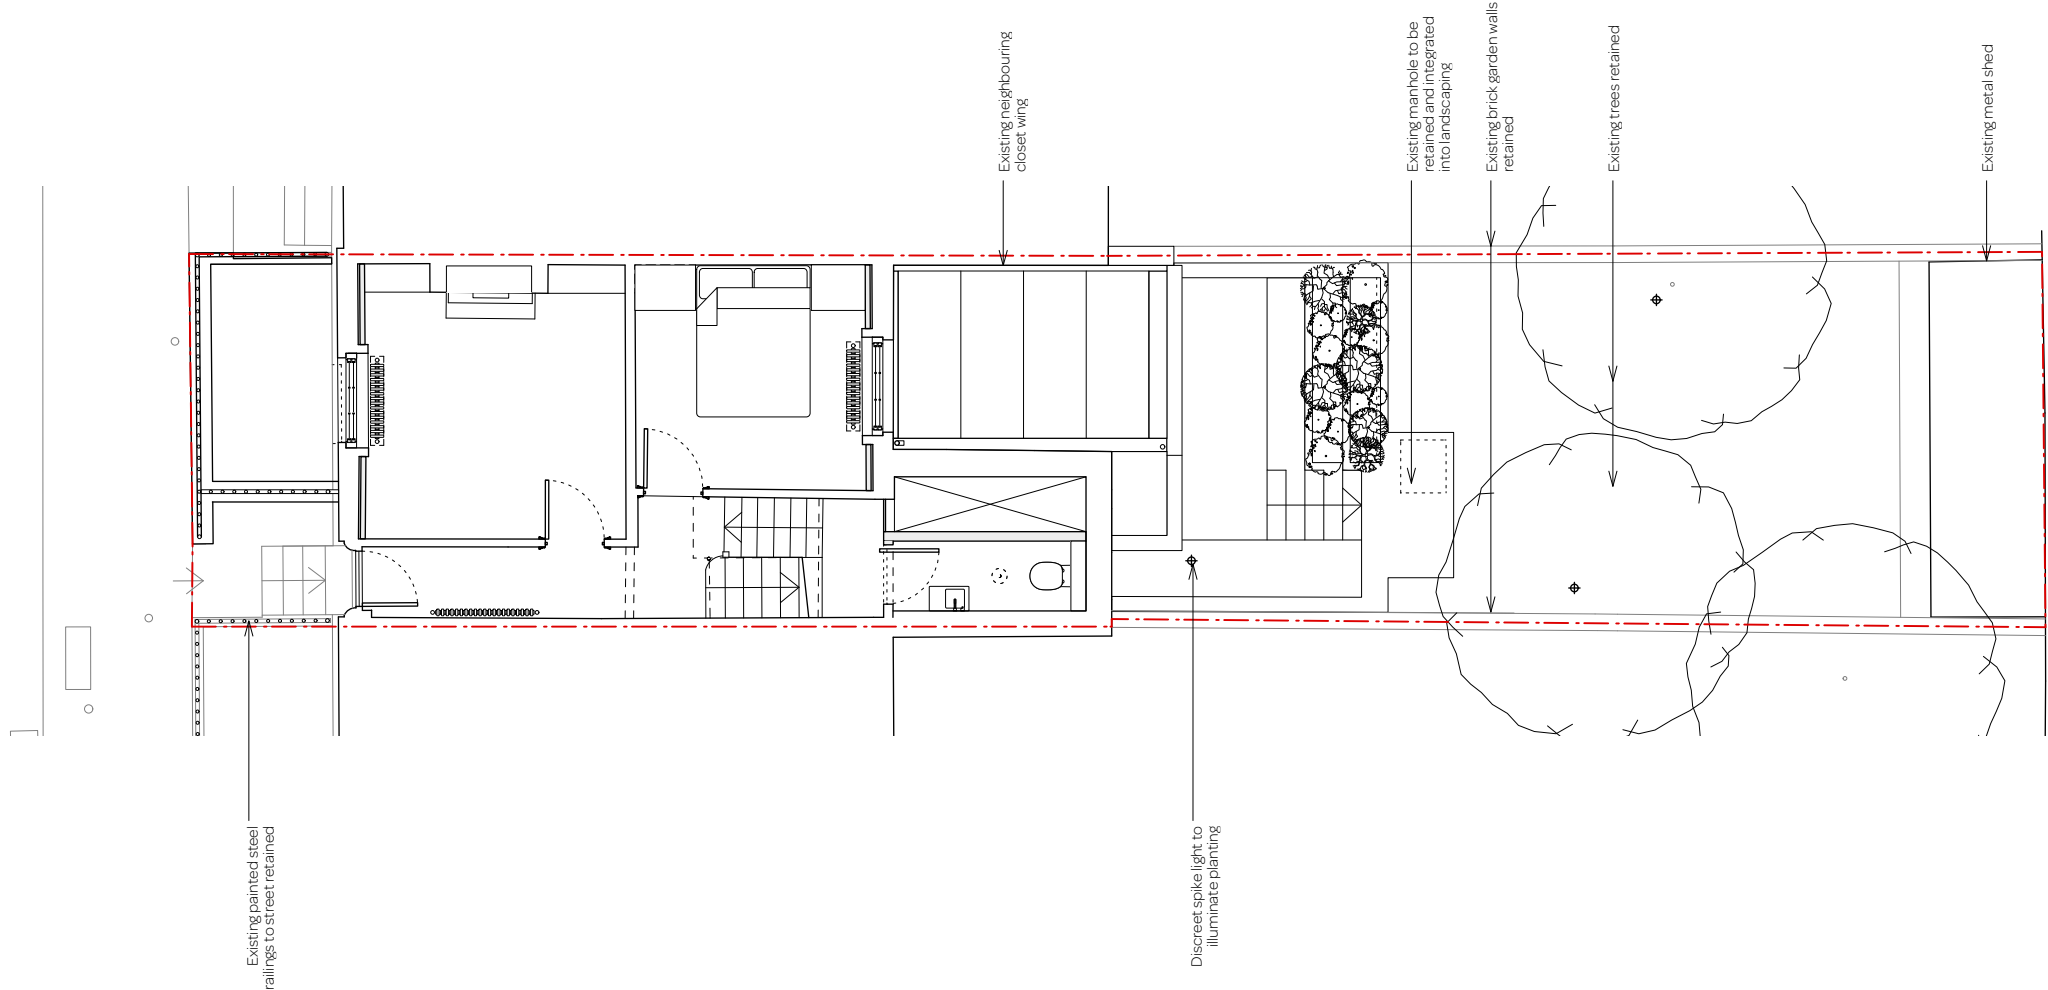 Existing neighbouring
closet wing
Existing manhole to be
retained and integrated
into landscaping
Existing brick garden walls
retained
Existing trees retained
Existing metal shed
Existing painted steel
railings to street retained
Discreet spike light to
illuminate planting